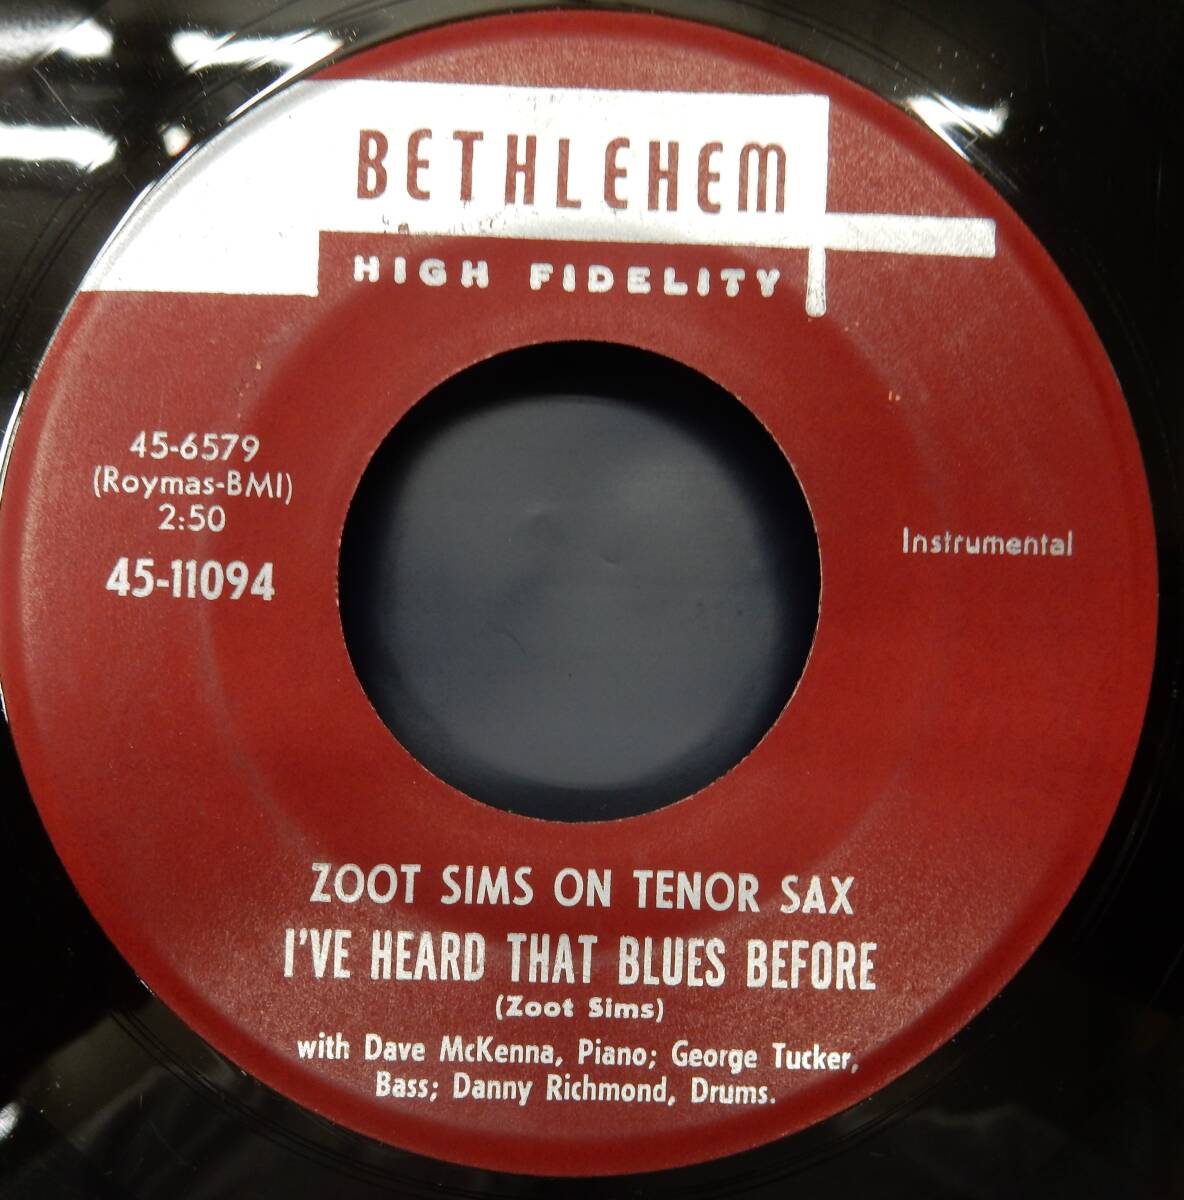 BETHLEHEM
HIGH FIDELITY
45-6579
(Roymas-BMI)
2:50
45-11094
Instrumental
ZOOT SIMS ON TENOR SAX
I'VE HEARD THAT BLUES BEFORE
(Zoot Sims)
with Dave McKenna, Piano; George Tucker,
Bass; Danny Richmond, Drums.